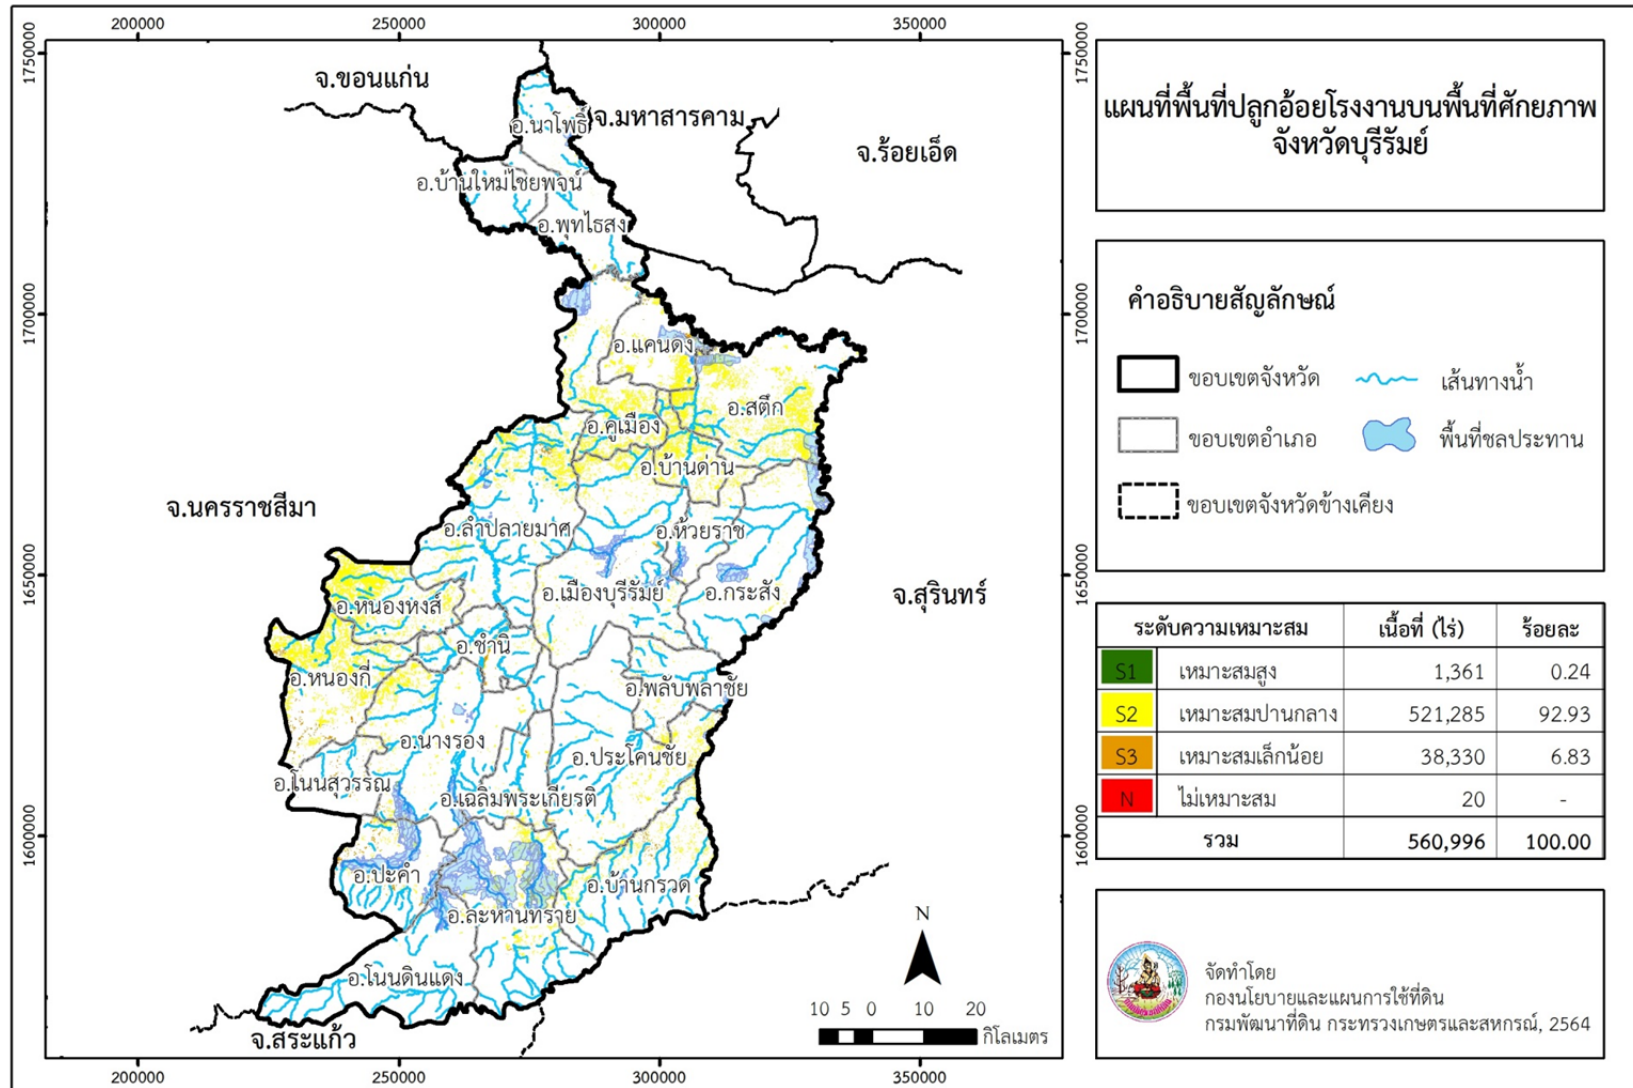 200000 250000 300000 350000
1750000
1700000
1650000
1600000
จ.ขอนแก่น
จ.มหาสารคาม
จ.ร้อยเอ็ด
อ.นาโพธิ์
อ.บ้านใหม่ไชยพจน์
อ.พุทไธสง
อ.แคนดง
อ.สตึก
อ.คูเมือง
อ.บ้านด่าน
จ.นครราชสีมา
อ.ลำปลายมาศ
อ.ห้วยราช
อ.เมืองบุรีรัมย์
อ.กระสัง
จ.สุรินทร์
อ.หนองหงส์
อ.ชำนิ
อ.หนองกี่
อ.พลับพลาชัย
อ.นางรอง
อ.ประโคนชัย
อ.โนนสุวรรณ
อ.เฉลิมพระเกียรติ
อ.ปะคำ
อ.บ้านกรวด
อ.ละหานทราย
อ.โนนดินแดง
จ.สระแก้ว
N
10 5 0 10 20
กิโลเมตร
1750000
1700000
1650000
1600000
200000 250000 300000 350000
แผนที่พื้นที่ปลูกอ้อยโรงงานบนพื้นที่ศักยภาพ
จังหวัดบุรีรัมย์
คำอธิบายสัญลักษณ์
ขอบเขตจังหวัด เส้นทางน้ำ
ขอบเขตอำเภอ พื้นที่ชลประทาน
ขอบเขตจังหวัดข้างเคียง
ระดับความเหมาะสม เนื้อที่ (ไร่) ร้อยละ
S1 เหมาะสมสูง 1,361 0.24
S2 เหมาะสมปานกลาง 521,285 92.93
S3 เหมาะสมเล็กน้อย 38,330 6.83
N ไม่เหมาะสม 20 -
รวม 560,996 100.00
จัดทำโดย
กองนโยบายและแผนการใช้ที่ดิน
กรมพัฒนาที่ดิน กระทรวงเกษตรและสหกรณ์, 2564